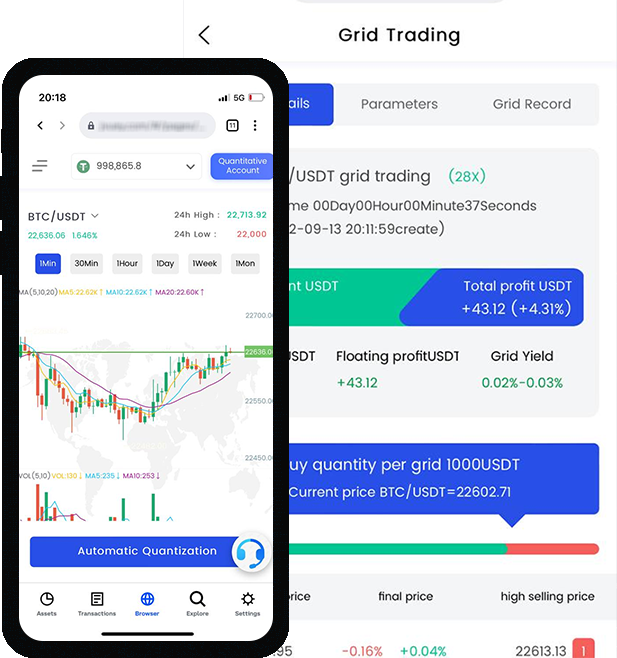 Grid Trading
ails Parameters Grid Record
/USDT grid trading (28X)
me 00Day00Hour00Minute37Seconds
2-09-13 20:11:59create)
nt USDT Total profit USDT
+43.12 (+4.31%)
USDT Floating profitUSDT Grid Yield
+43.12 0.02%-0.03%
uy quantity per grid 1000USDT
Current price BTC/USDT=22602.71
rice final price high selling price
.95 -0.16% +0.04% 22613.13 1
20:18 5G
11
998,865.8 Quantitative
Account
BTC/USDT 24h High : 22,713.92
22,636.06 1.646% 24h Low : 22,000
1Min 30Min 1Hour 1Day 1Week 1Mon
MA(5,10,20) MA5:22.62K↑ MA10:22.62K↑ MA20:22.60K↑
22700.
22636.0
22550.
22450.
VOL(5,10) VOL:130↓ MA5:235↓ MA10:253↓
Automatic Quantization
Assets Transactions Browser Explore Settings